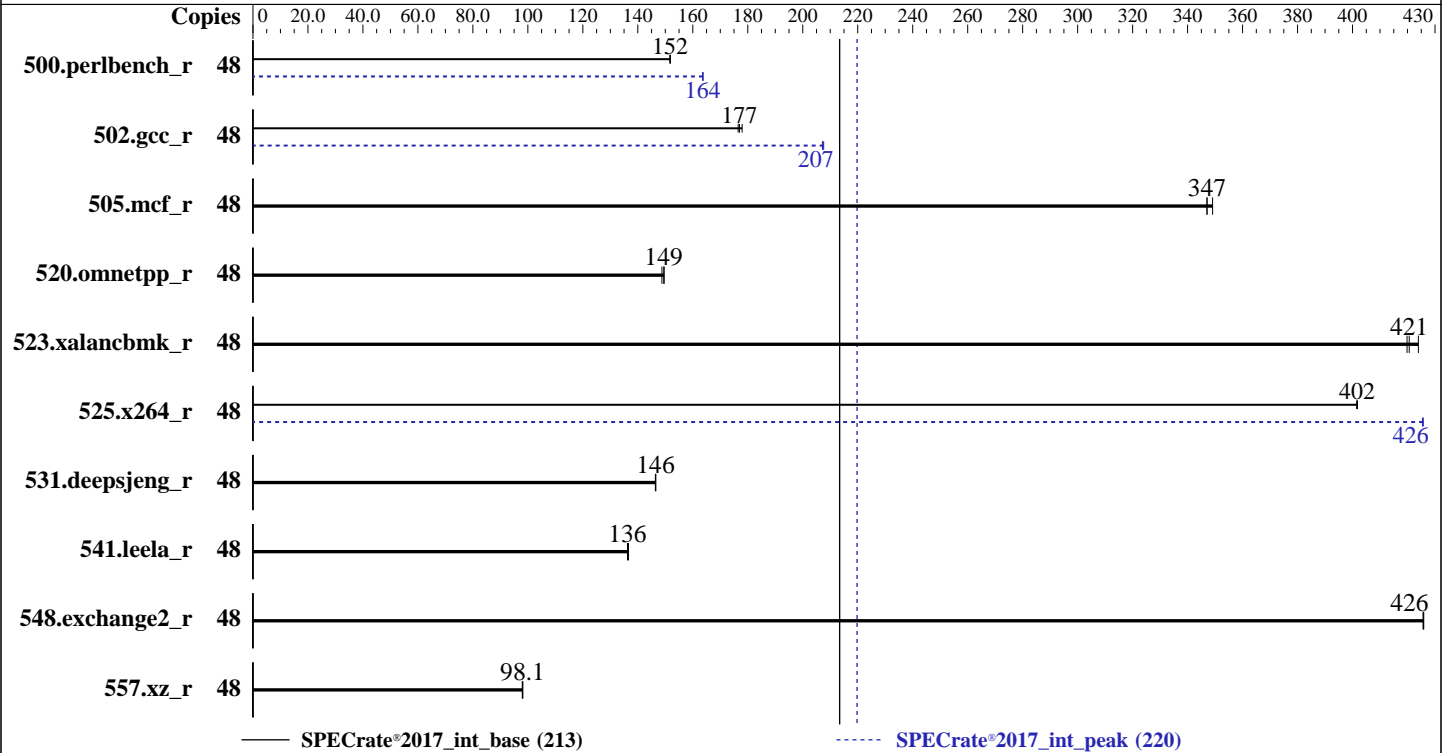 Copies 0 20.0 40.0 60.0 80.0 100 120 140 160 180 200 220 240 260 280 300 320 340 360 380 400 430
152
500.perlbench_r 48
164
177
502.gcc_r 48
207
347
505.mcf_r 48
149
520.omnetpp_r 48
421
523.xalancbmk_r 48
402
525.x264_r 48
426
146
531.deepsjeng_r 48
136
541.leela_r 48
426
548.exchange2_r 48
98.1
557.xz_r 48
SPECrate®2017_int_base (213) SPECrate®2017_int_peak (220)